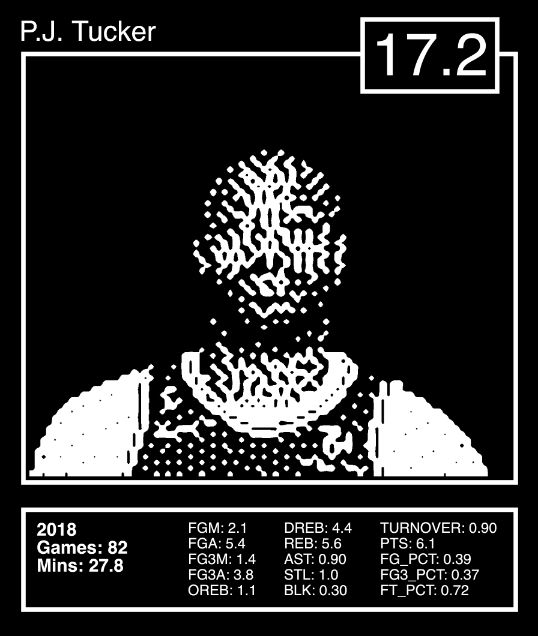 P.J. Tucker
17.2
2018
Games: 82
Mins: 27.8
FGM: 2.1
FGA: 5.4
FG3M: 1.4
FG3A: 3.8
OREB: 1.1
DREB: 4.4
REB: 5.6
AST: 0.90
STL: 1.0
BLK: 0.30
TURNOVER: 0.90
PTS: 6.1
FG_PCT: 0.39
FG3_PCT: 0.37
FT_PCT: 0.72